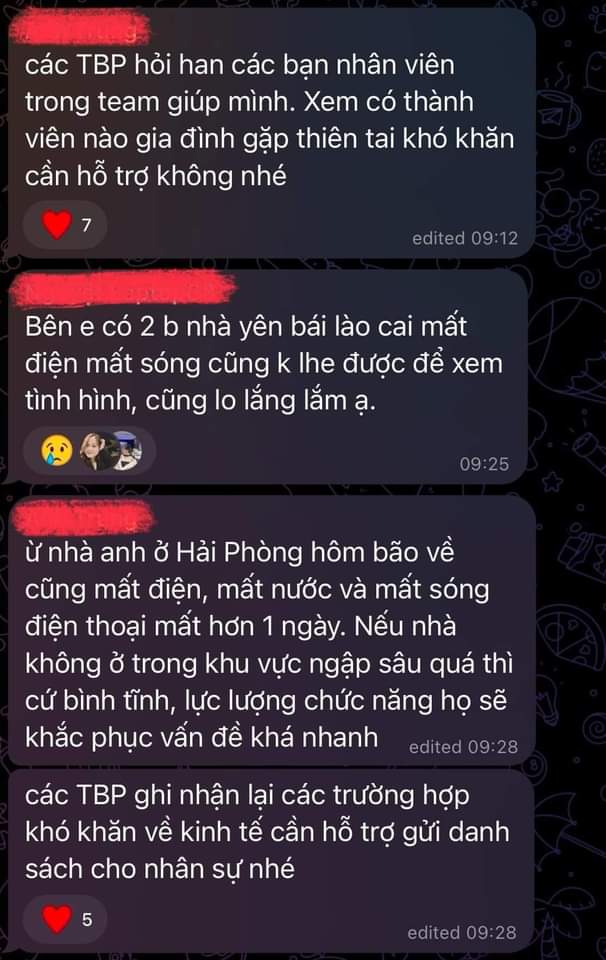 các TBP hỏi han các bạn nhân viên
trong team giúp mình. Xem có thành
viên nào gia đình gặp thiên tai khó khăn
cần hỗ trợ không nhé
7
edited 09:12
Bên e có 2 b nhà yên bái lào cai mất
điện mất sóng cũng k lhe được để xem
tình hình, cũng lo lắng lắm ạ.
09:25
ừ nhà anh ở Hải Phòng hôm bão về
cũng mất điện, mất nước và mất sóng
điện thoại mất hơn 1 ngày. Nếu nhà
không ở trong khu vực ngập sâu quá thì
cứ bình tĩnh, lực lượng chức năng họ sẽ
khắc phục vấn đề khá nhanh
edited 09:28
các TBP ghi nhận lại các trường hợp
khó khăn về kinh tế cần hỗ trợ gửi danh
sách cho nhân sự nhé
5
edited 09:28